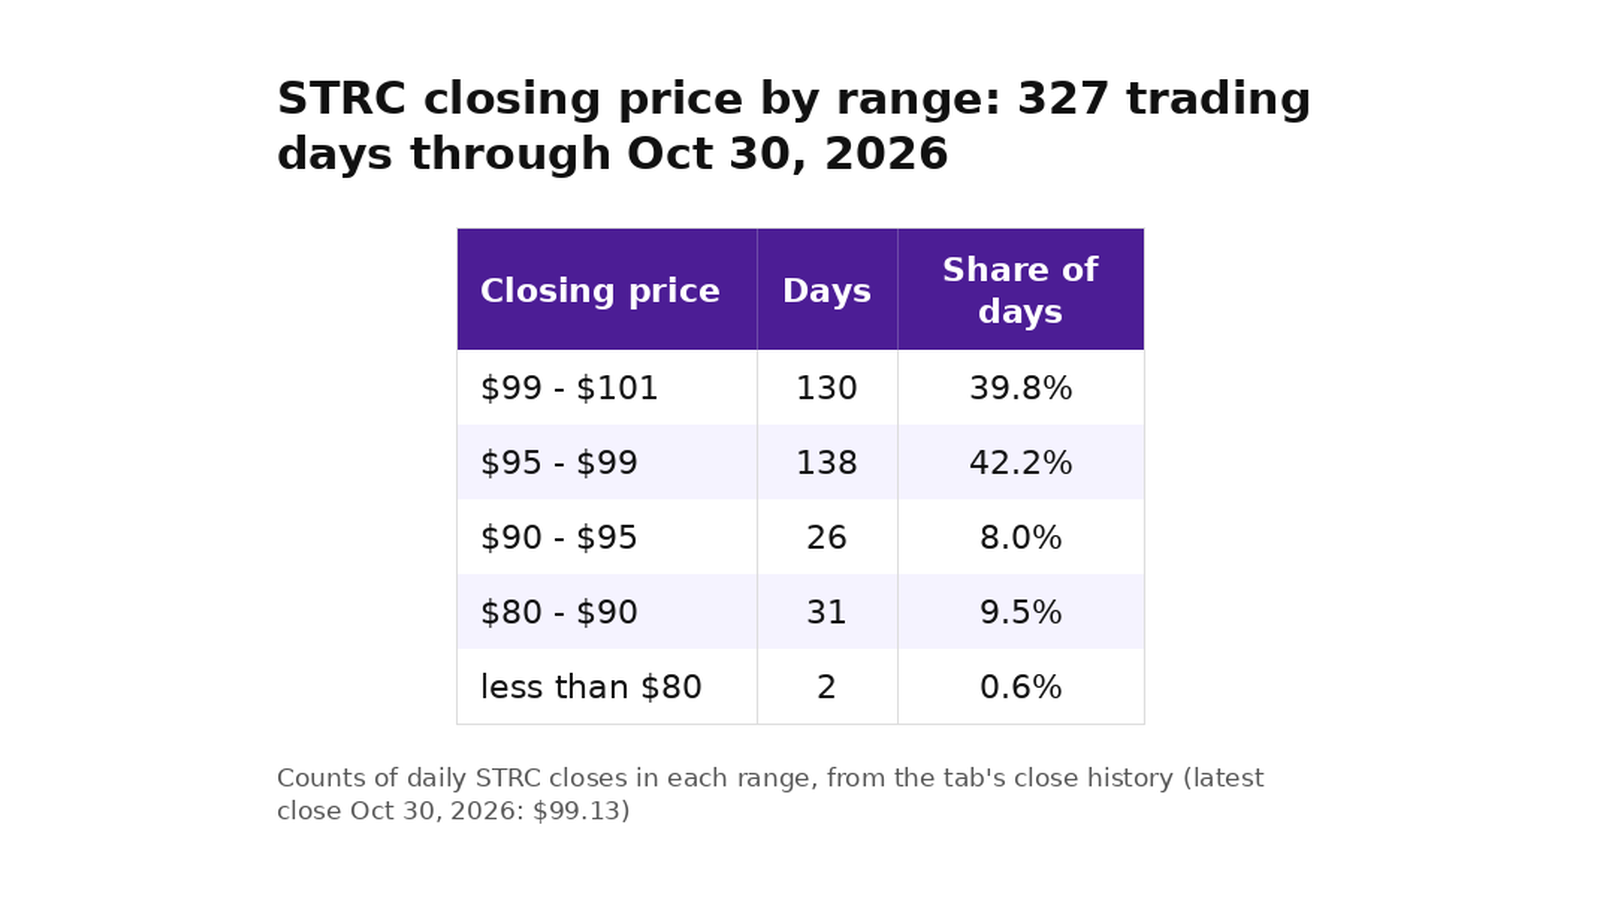 STRC closing price by range: 327 trading
days through Oct 30, 2026
Closing price Days Share of
days
$99 - $101 130 39.8%
$95 - $99 138 42.2%
$90 - $95 26 8.0%
$80 - $90 31 9.5%
less than $80 2 0.6%
Counts of daily STRC closes in each range, from the tab's close history (latest
close Oct 30, 2026: $99.13)